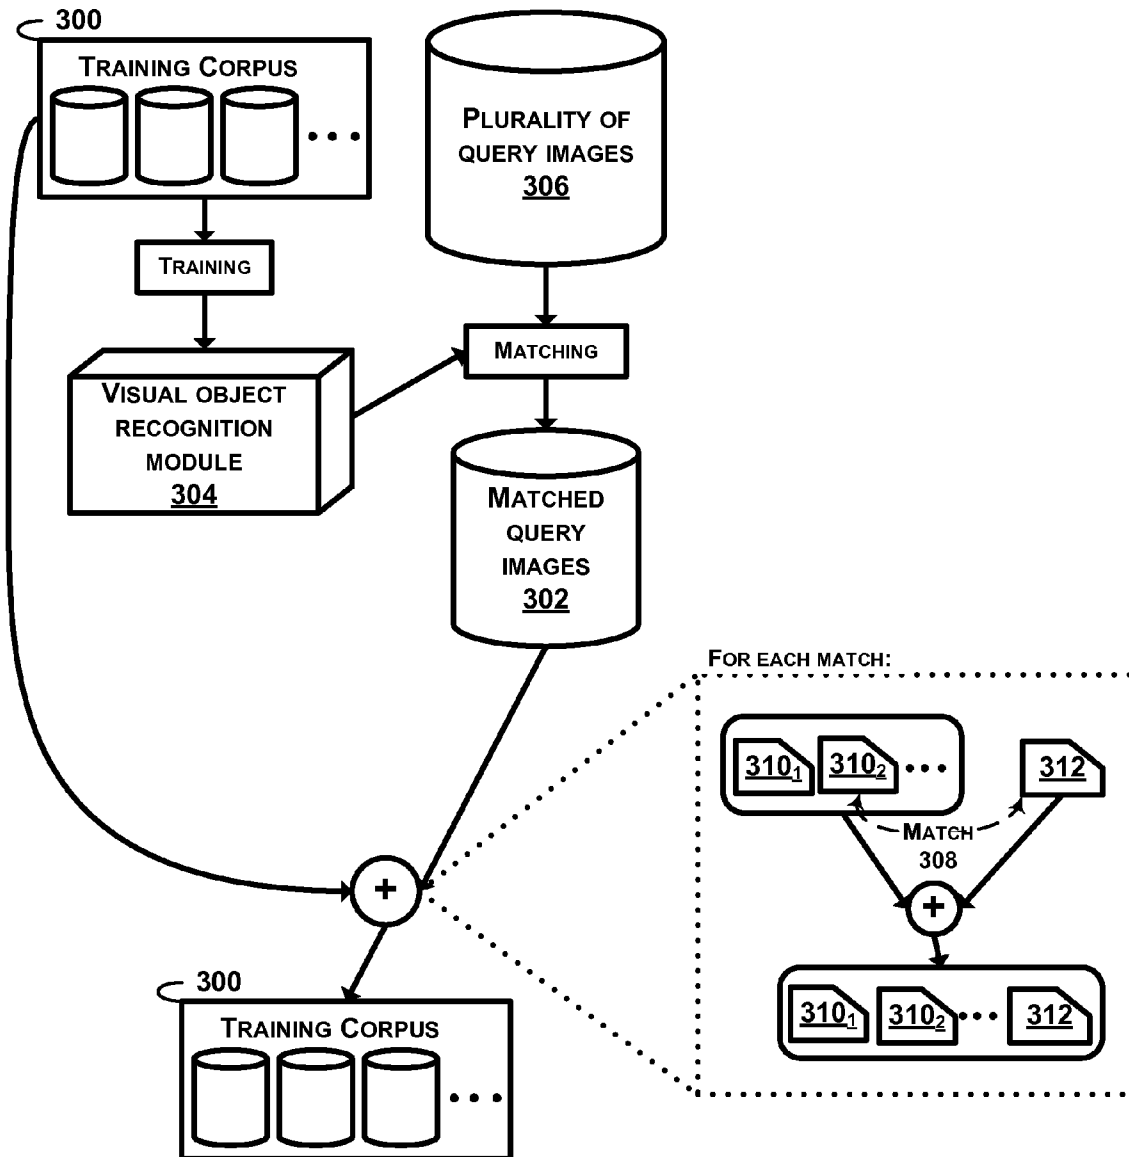 300
TRAINING CORPUS
PLURALITY OF
QUERY IMAGES
306
TRAINING
MATCHING
VISUAL OBJECT
RECOGNITION
MODULE
304
MATCHED
QUERY
IMAGES
302
FOR EACH MATCH:
310₁ 310₂ ••• 312
MATCH
308
+
+
310₁ 310₂ ••• 312
300
TRAINING CORPUS